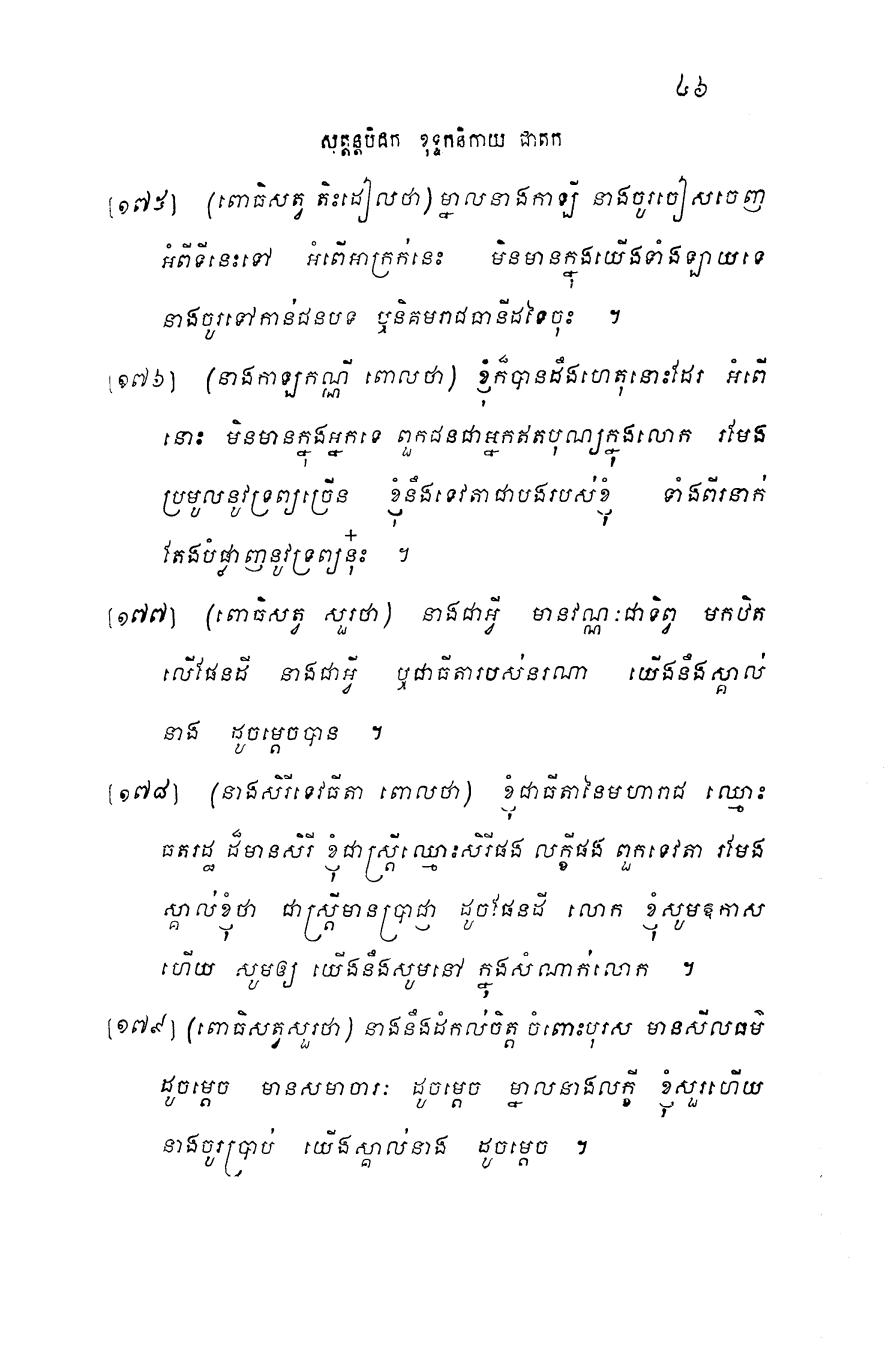 ៤៦
សុត្តន្តបិដក ខុទ្ទកនិកាយ ជាតក
[១៧៥] (ពោធិសត្វ តិះដៀលថា) ម្នាលនាងកាឡី នាងចូរចៀសចេញ
អំពីទីនេះទៅ អំពើអាក្រក់នេះ មិនមានក្នុងយើងទាំងឡាយទេ
នាងចូរទៅកាន់ជនបទ ឬនិគមរាជធានីដទៃចុះ ។
[១៧៦] (នាងកាឡកណ្ណី ពោលថា) ខ្ញុំក៏បានដឹងហេតុនោះដែរ អំពើ
នោះ មិនមានក្នុងអ្នកទេ ពួកជនជាអ្នកឥតបុណ្យក្នុងលោក រមែង
ប្រមូលនូវទ្រព្យច្រើន ខ្ញុំនឹងទេវតាជាបងរបស់ខ្ញុំ ទាំងពីរនាក់
តែងបំផ្លាញនូវទ្រព្យនុ៎ះ ។
[១៧៧] (ពោធិសត្វ សួរថា) នាងជាអ្វី មានវណ្ណៈជាទិព្វ មកឋិត
លើផែនដី នាងជាអ្វី ឬជាធីតារបស់នរណា យើងនឹងស្គាល់
នាង ដូចម្តេចបាន ។
[១៧៨] (នាងសិរីទេវធីតា ពោលថា) ខ្ញុំជាធីតានៃមហារាជ ឈ្មោះ
ធតរដ្ឋ ដ៏មានសិរី ខ្ញុំជាស្ត្រីឈ្មោះសិរីផង លក្ខីផង ពួកទេវតា រមែង
ស្គាល់ខ្ញុំថា ជាស្ត្រីមានប្រាជ្ញា ដូចផែនដី លោក ខ្ញុំសូមឧកាស
ហើយ សូមឲ្យ យើងនឹងសូមនៅ ក្នុងសំណាក់លោក ។
[១៧៩] (ពោធិសត្វសួរថា) នាងនឹងដំកល់ចិត្ត ចំពោះបុរស មានសីលធម៌
ដូចម្តេច មានសមាចារៈ ដូចម្តេច ម្នាលនាងលក្ខី ខ្ញុំសួរហើយ
នាងចូរប្រាប់ យើងស្គាល់នាង ដូចម្តេច ។